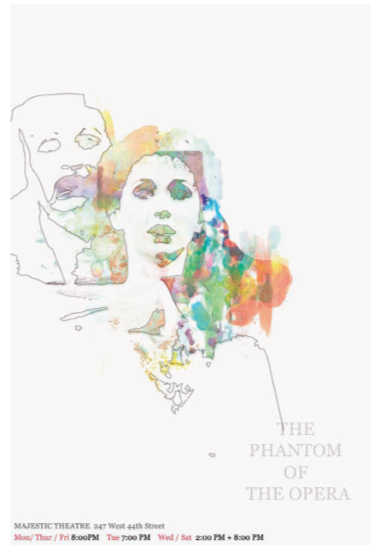 THE
PHANTOM
OF
THE OPERA
MAJESTIC THEATRE 247 West 44th Street
Mon/Thur / Fri 8:00PM Tue 7:00 PM Wed / Sat 2:00 PM + 8:00 PM